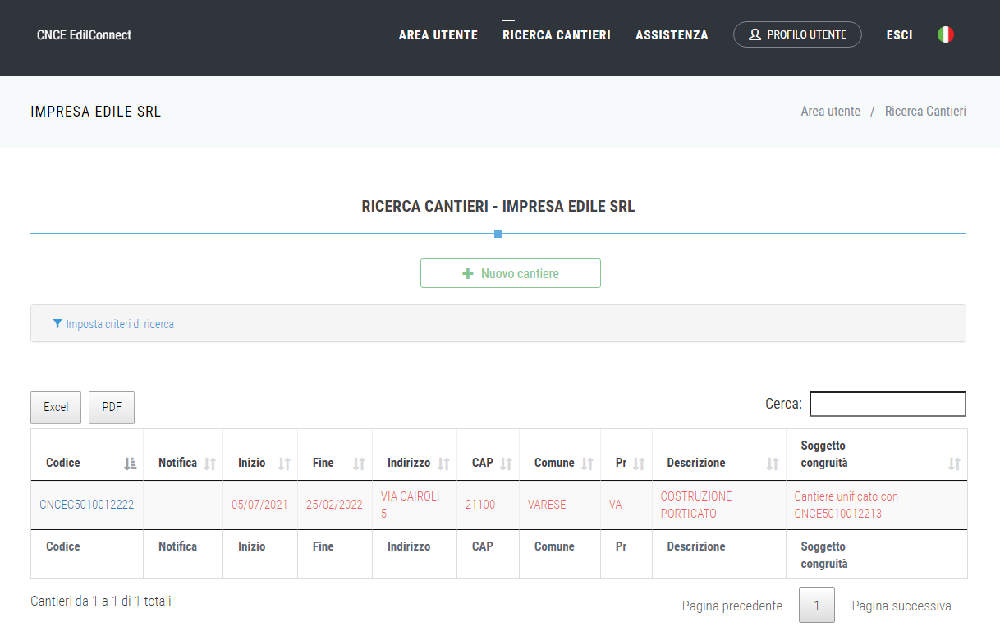 CNCE EdilConnect
AREA UTENTE
RICERCA CANTIERI
ASSISTENZA
PROFILO UTENTE
ESCI
IMPRESA EDILE SRL
Area utente / Ricerca Cantieri
RICERCA CANTIERI - IMPRESA EDILE SRL
Nuovo cantiere
Imposta criteri di ricerca
Excel
PDF
Cerca:
Codice
Notifica
Inizio
Fine
Indirizzo
CAP
Comune
Pr
Descrizione
Soggetto
congruità
CNCEC5010012222
05/07/2021
25/02/2022
VIA CAIROLI
5
21100
VARESE
VA
COSTRUZIONE
PORTICATO
Cantiere unificato con
CNCE5010012213
Codice
Notifica
Inizio
Fine
Indirizzo
CAP
Comune
Pr
Descrizione
Soggetto
congruità
Cantieri da 1 a 1 di 1 totali
Pagina precedente
1
Pagina successiva